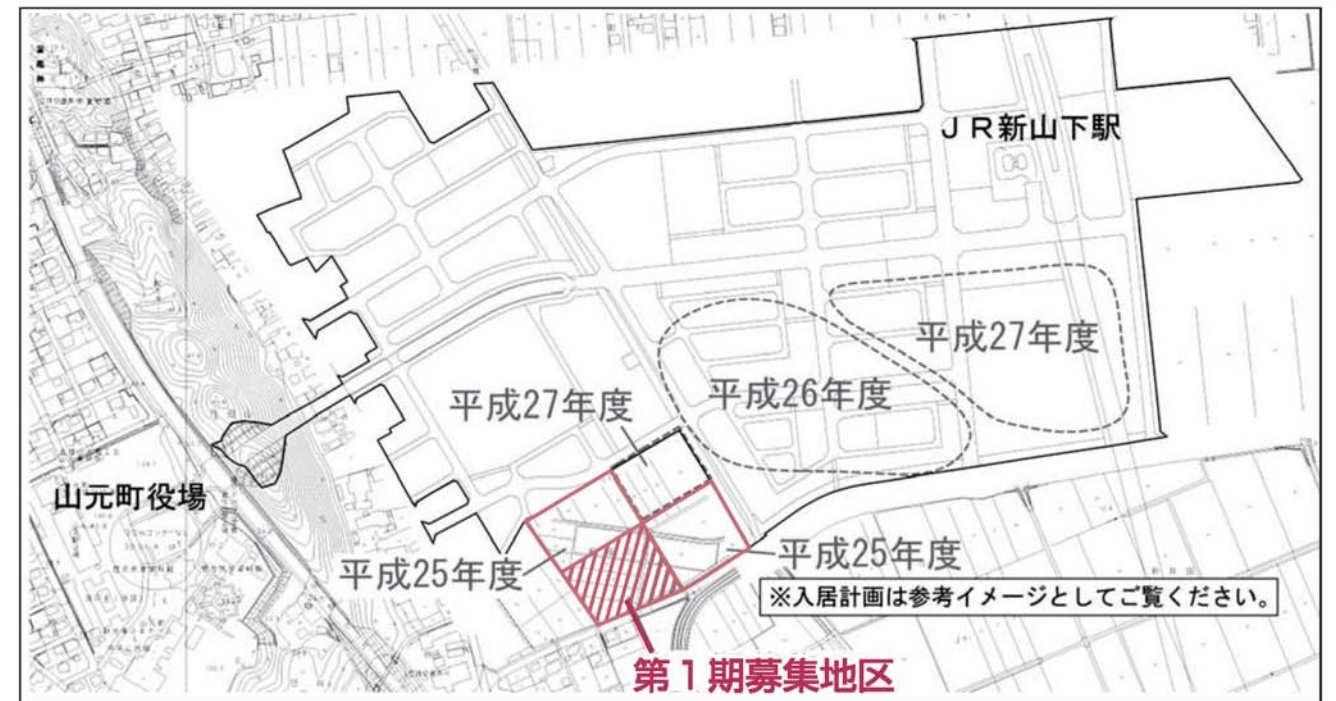 JR新山下駅
平成27年度
平成26年度
平成27年度
山元町役場
平成25年度
平成25年度
※入居計画は参考イメージとしてご覧ください。
第1期募集地区